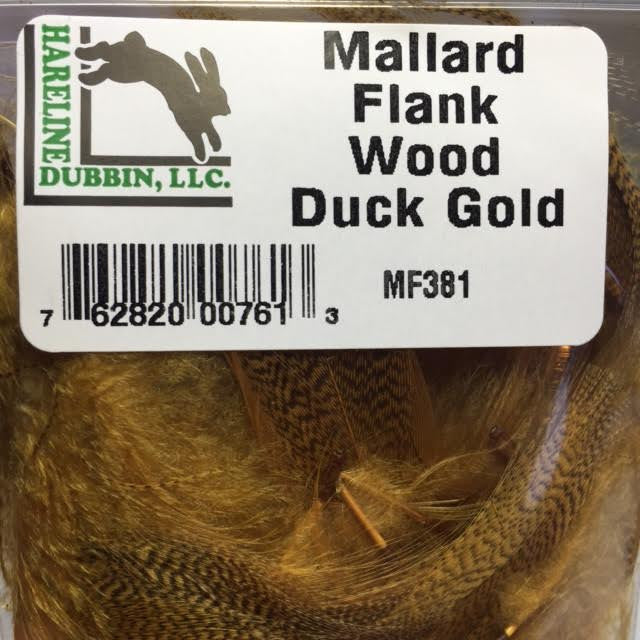 HARELINE
DUBBIN, LLC.
Mallard
Flank
Wood
Duck Gold
MF381
7 62820 00761 3